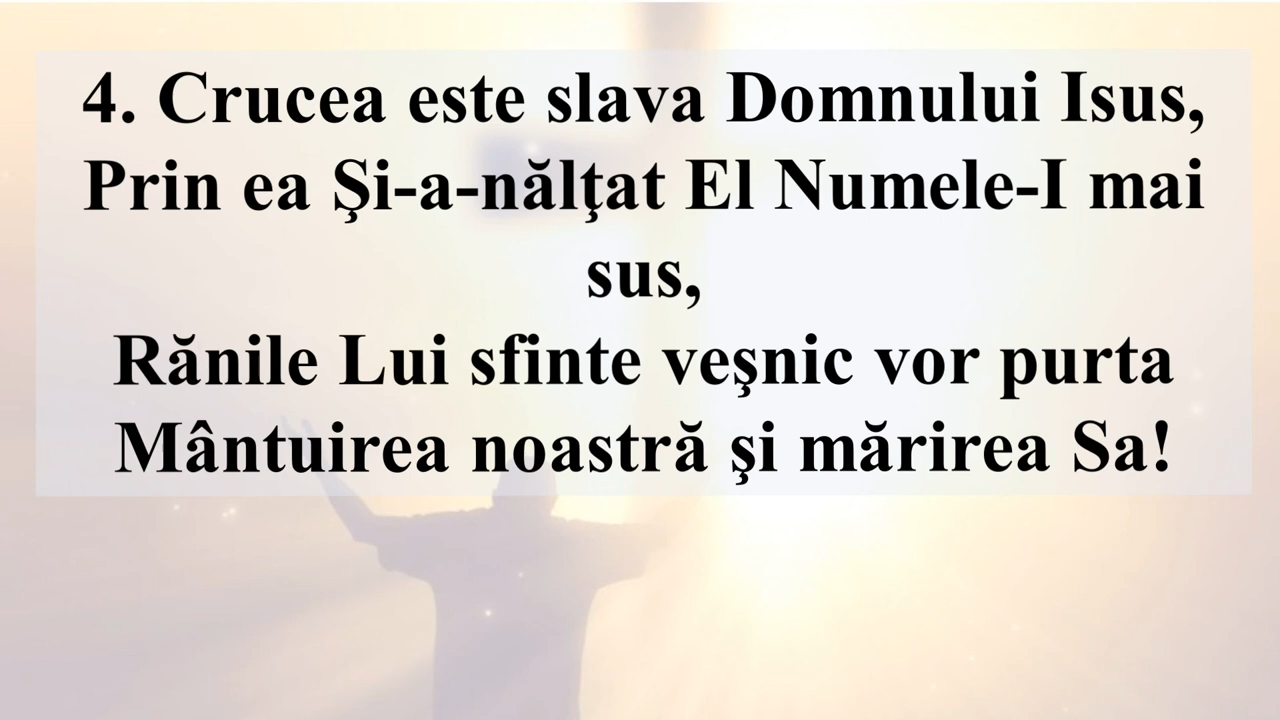 4. Crucea este slava Domnului Isus,
Prin ea Şi-a-nălţat El Numele-I mai
sus,
Rănile Lui sfinte veşnic vor purta
Mântuirea noastră şi mărirea Sa!